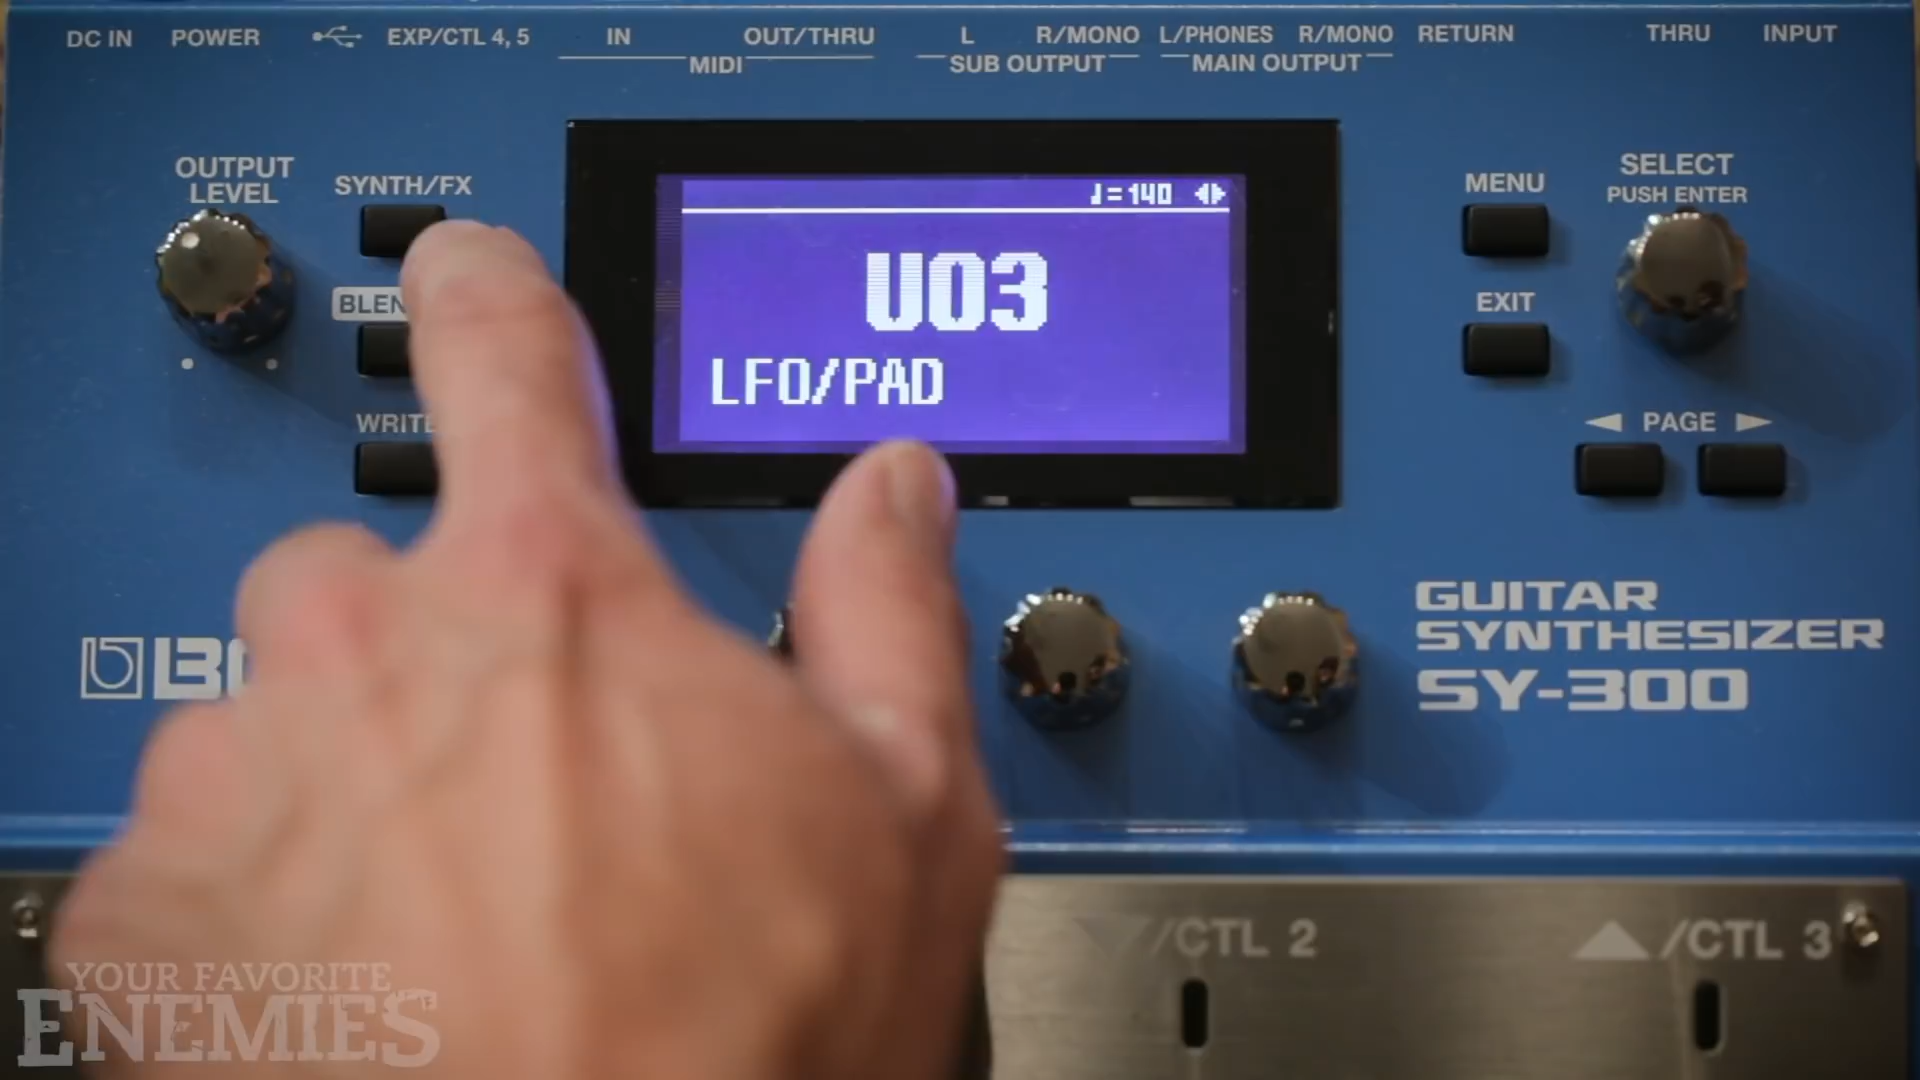 DC IN POWER EXP/CTL 4, 5 IN OUT/THRU L R/MONO L/PHONES R/MONO RETURN THRU INPUT
MIDI SUB OUTPUT MAIN OUTPUT
OUTPUT
LEVEL
SYNTH/FX
WRITE
♩=140
U03
LFO/PAD
MENU
EXIT
SELECT
PUSH ENTER
PAGE
GUITAR
SYNTHESIZER
SY-300
/CTL 2
/CTL 3
YOUR FAVORITE
ENEMIES